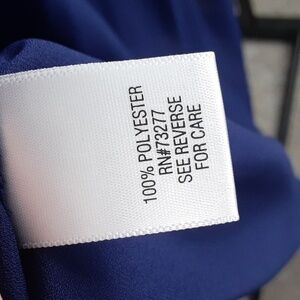 100% POLYESTER
RN#73277
SEE REVERSE
FOR CARE